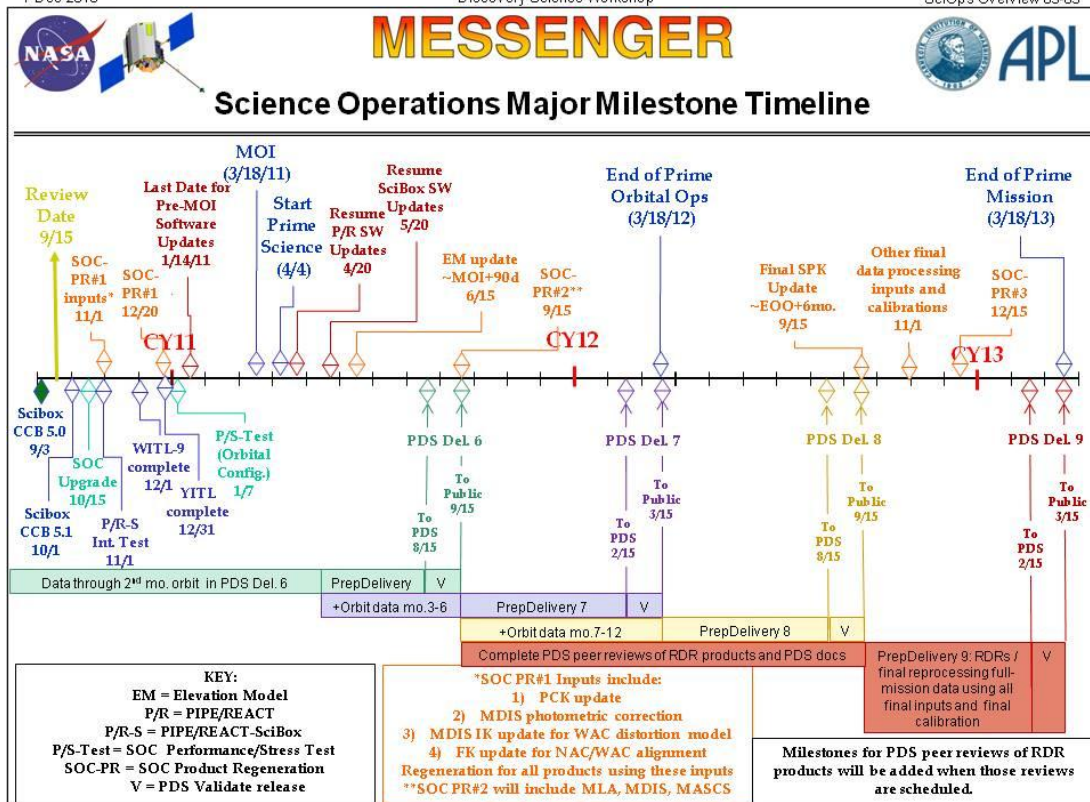 Discovery Science Workshop
SciOps Overview 83-83
NASA
MESSENGER
APL
Science Operations Major Milestone Timeline
Review
Date
9/15
SOC-
PR#1
inputs*
11/1
SOC-
PR#1
12/20
Last Date for
Pre-MOI
Software
Updates
1/14/11
MOI
(3/18/11)
Start
Prime
Science
(4/4)
Resume
P/R SW
Updates
4/20
Resume
SciBox SW
Updates
5/20
EM update
~MOI+90d
6/15
SOC-
PR#2**
9/15
End of Prime
Orbital Ops
(3/18/12)
Final SPK
Update
~EOO+6mo.
9/15
Other final
data processing
inputs and
calibrations
11/1
SOC-
PR#3
12/15
End of Prime
Mission
(3/18/13)
CY11
CY12
CY13
Scibox
CCB 5.0
9/3
Scibox
CCB 5.1
10/1
SOC
Upgrade
10/15
P/R-S
Int. Test
11/1
WITL-9
complete
12/1
YITL
complete
12/31
P/S-Test
(Orbital
Config.)
1/7
PDS Del. 6
To
PDS
8/15
To
Public
9/15
PDS Del. 7
To
PDS
2/15
To
Public
3/15
PDS Del. 8
To
PDS
8/15
To
Public
9/15
PDS Del. 9
To
PDS
2/15
To
Public
3/15
Data through 2nd mo. orbit in PDS Del. 6
PrepDelivery
V
+Orbit data mo.3-6
PrepDelivery 7
V
+Orbit data mo.7-12
PrepDelivery 8
V
Complete PDS peer reviews of RDR products and PDS docs
PrepDelivery 9: RDRs /
final reprocessing full-
mission data using all
final inputs and final
calibration
V
KEY:
EM = Elevation Model
P/R = PIPE/REACT
P/R-S = PIPE/REACT-SciBox
P/S-Test = SOC Performance/Stress Test
SOC-PR = SOC Product Regeneration
V = PDS Validate release
*SOC PR#1 Inputs include:
1) PCK update
2) MDIS photometric correction
3) MDIS IK update for WAC distortion model
4) FK update for NAC/WAC alignment
Regeneration for all products using these inputs
**SOC PR#2 will include MLA, MDIS, MASCS
Milestones for PDS peer reviews of RDR
products will be added when those reviews
are scheduled.